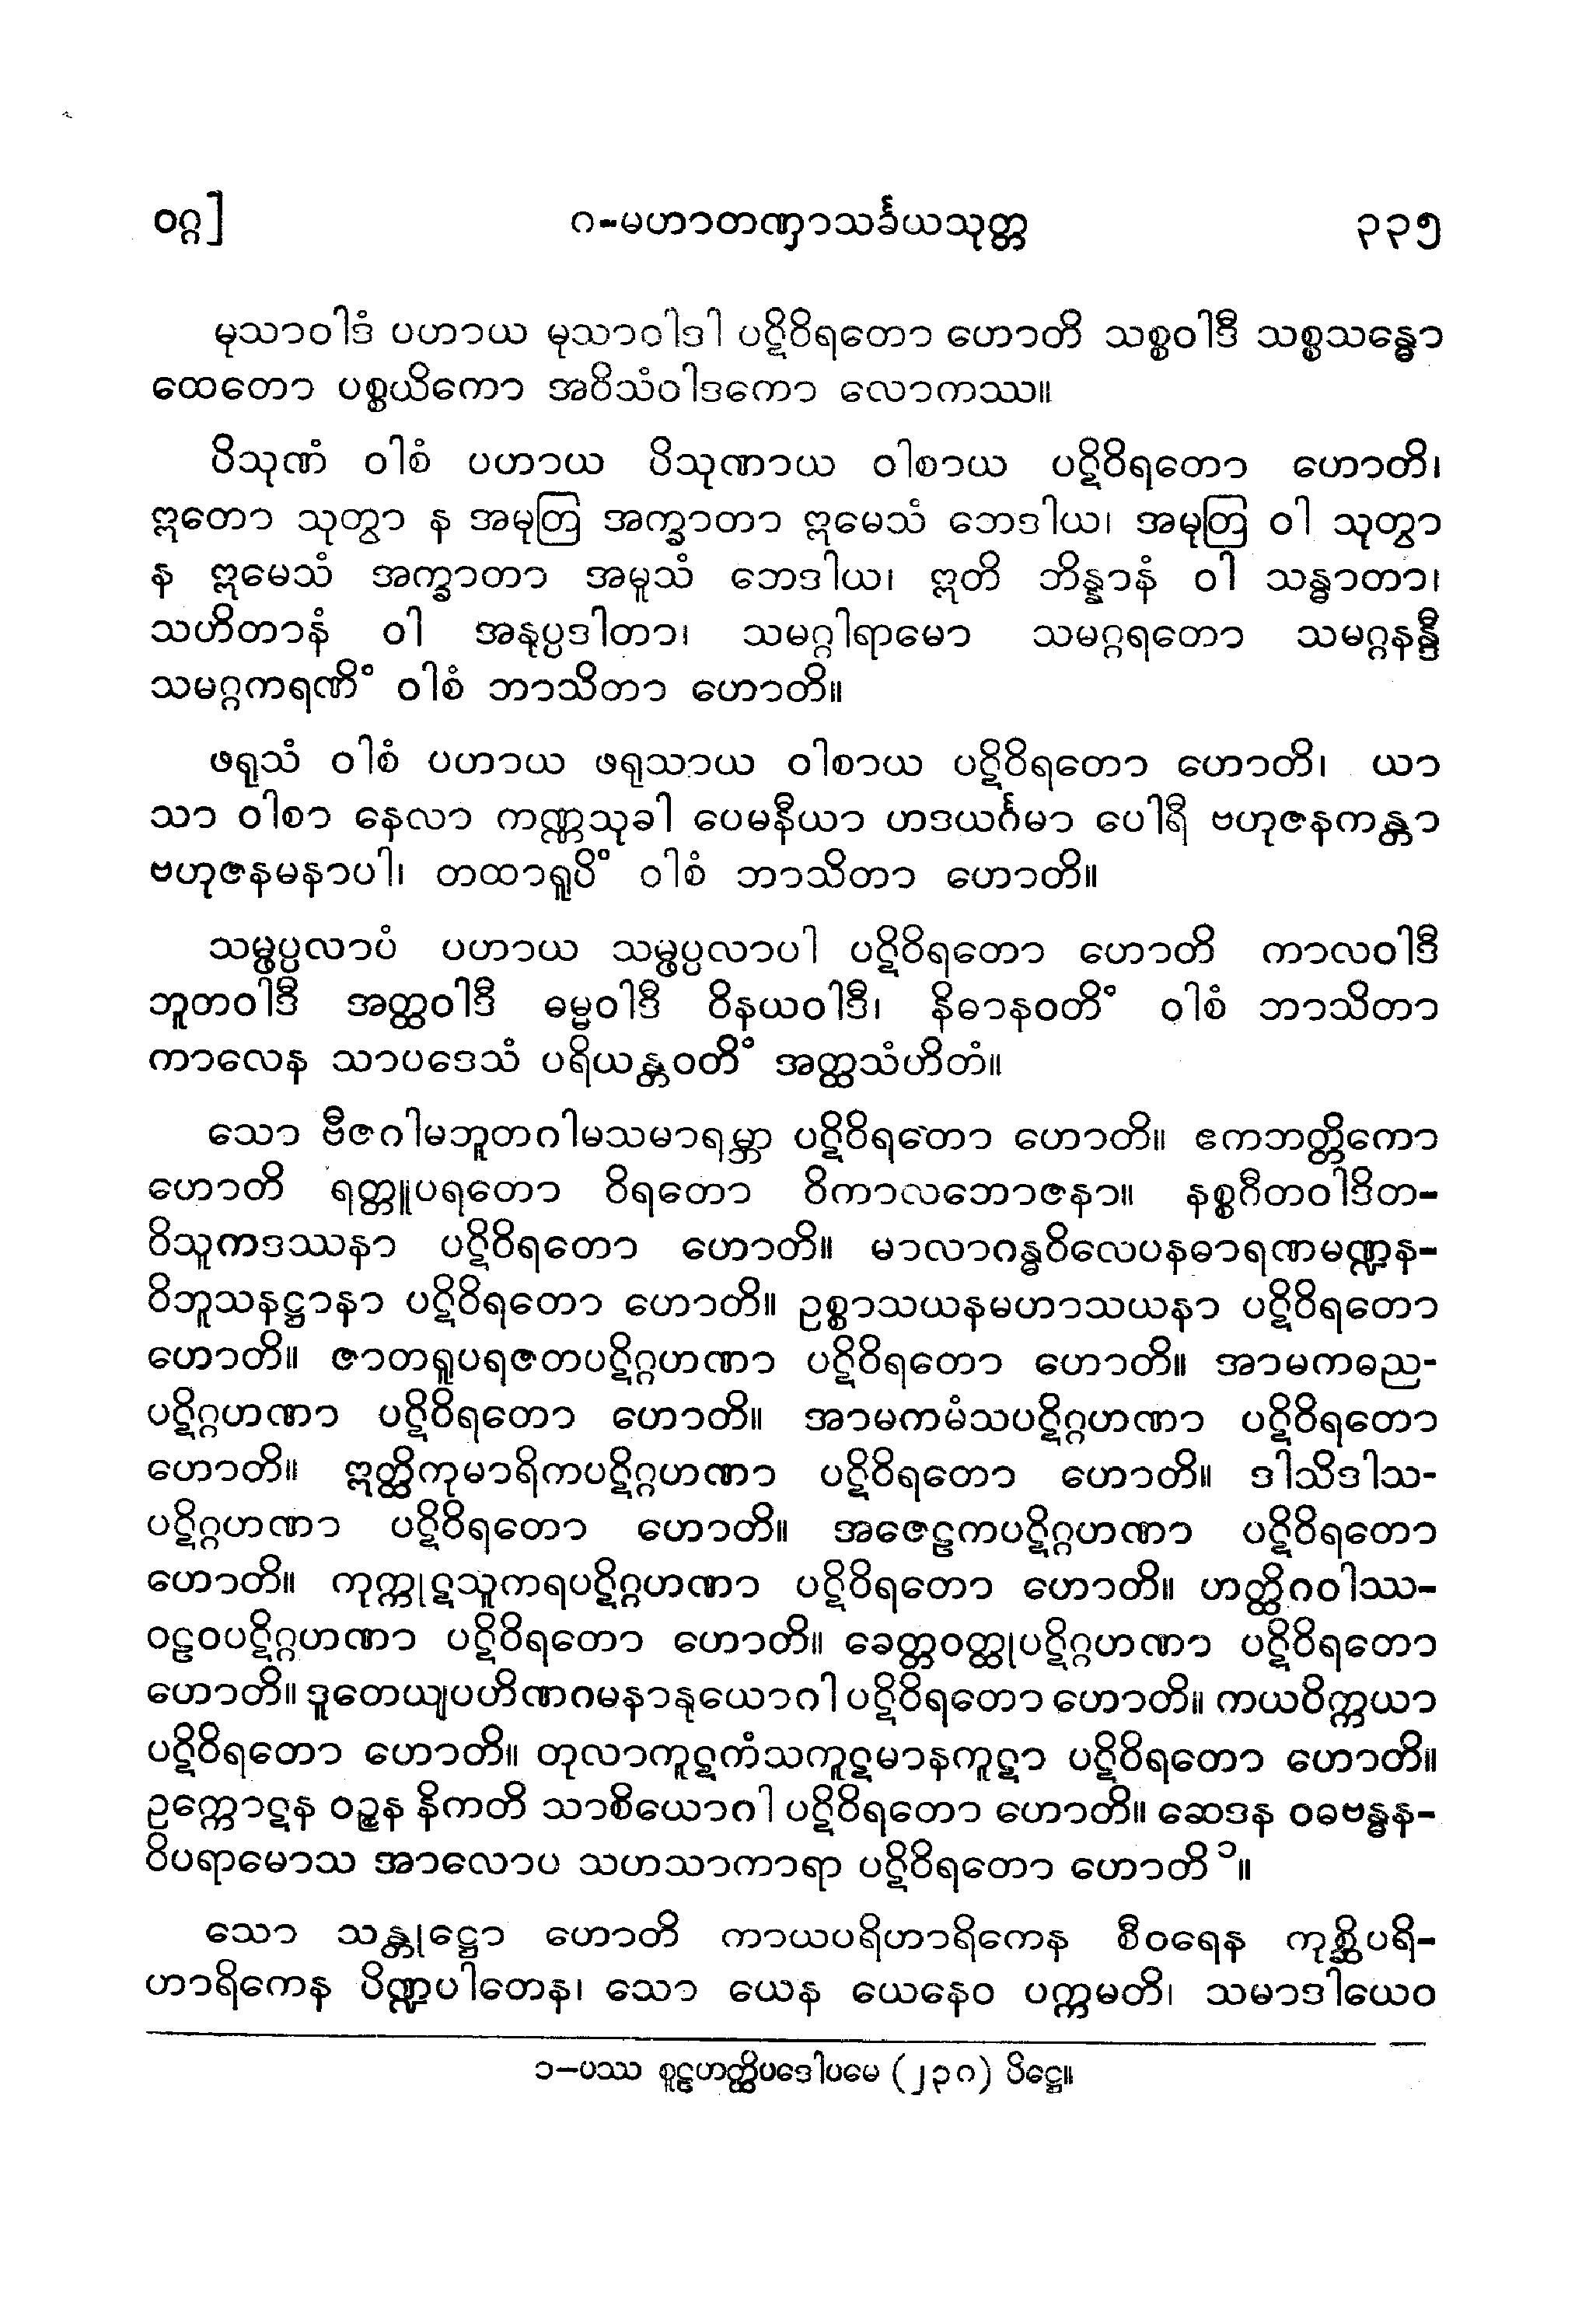 ဝဂ္ဂ] ဂ-မဟာတဏှာသင်္ခယသုတ္တ ၃၃၅
မုသာဝါဒံ ပဟာယ မုသာဝါဒါ ပဋိဝိရတော ဟောတိ သစ္စဝါဒီ သစ္စသန္ဓော
ထေတော ပစ္စယိကော အဝိသံဝါဒကော လောကဿ။
ပိသုဏံ ဝါစံ ပဟာယ ပိသုဏာယ ဝါစာယ ပဋိဝိရတော ဟောတိ၊
ဣတော သုတွာ န အမုတြ အက္ခာတာ ဣမေသံ ဘေဒါယ၊ အမုတြ ဝါ သုတွာ
န ဣမေသံ အက္ခာတာ အမူသံ ဘေဒါယ၊ ဣတိ ဘိန္နာနံ ဝါ သန္ဓာတာ၊
သဟိတာနံ ဝါ အနုပ္ပဒါတာ၊ သမဂ္ဂါရာမော သမဂ္ဂရတော သမဂ္ဂနန္ဒီ
သမဂ္ဂကရဏိံ ဝါစံ ဘာသိတာ ဟောတိ။
ဖရုသံ ဝါစံ ပဟာယ ဖရုသာယ ဝါစာယ ပဋိဝိရတော ဟောတိ၊ ယာ
သာ ဝါစာ နေလာ ကဏ္ဏသုခါ ပေမနီယာ ဟဒယင်္ဂမာ ပေါရီ ဗဟုဇနကန္တာ
ဗဟုဇနမနာပါ၊ တထာရူပိံ ဝါစံ ဘာသိတာ ဟောတိ။
သမ္ဖပ္ပလာပံ ပဟာယ သမ္ဖပ္ပလာပါ ပဋိဝိရတော ဟောတိ ကာလဝါဒီ
ဘူတဝါဒီ အတ္ထဝါဒီ ဓမ္မဝါဒီ ဝိနယဝါဒီ၊ နိဓာနဝတိံ ဝါစံ ဘာသိတာ
ကာလေန သာပဒေသံ ပရိယန္တဝတိံ အတ္ထသံဟိတံ။
သော ဗီဇဂါမဘူတဂါမသမာရမ္ဘာ ပဋိဝိရတော ဟောတိ။ ဧကဘတ္တိကော
ဟောတိ ရတ္တူပရတော ဝိရတော ဝိကာလဘောဇနာ။ နစ္စဂီတဝါဒိတ-
ဝိသူကဒဿနာ ပဋိဝိရတော ဟောတိ။ မာလာဂန္ဓဝိလေပနဓာရဏမဏ္ဍန-
ဝိဘူသနဋ္ဌာနာ ပဋိဝိရတော ဟောတိ။ ဥစ္စာသယနမဟာသယနာ ပဋိဝိရတော
ဟောတိ။ ဇာတရူပရဇတပဋိဂ္ဂဟဏာ ပဋိဝိရတော ဟောတိ။ အာမကဓည-
ပဋိဂ္ဂဟဏာ ပဋိဝိရတော ဟောတိ။ အာမကမံသပဋိဂ္ဂဟဏာ ပဋိဝိရတော
ဟောတိ။ ဣတ္ထိကုမာရိကပဋိဂ္ဂဟဏာ ပဋိဝိရတော ဟောတိ။ ဒါသိဒါသ-
ပဋိဂ္ဂဟဏာ ပဋိဝိရတော ဟောတိ။ အဇေဠကပဋိဂ္ဂဟဏာ ပဋိဝိရတော
ဟောတိ။ ကုက္ကုဋသူကရပဋိဂ္ဂဟဏာ ပဋိဝိရတော ဟောတိ။ ဟတ္ထိဂဝါဿ-
ဝဠဝပဋိဂ္ဂဟဏာ ပဋိဝိရတော ဟောတိ။ ခေတ္တဝတ္ထုပဋိဂ္ဂဟဏာ ပဋိဝိရတော
ဟောတိ။ ဒူတေယျပဟိဏဂမနာနုယောဂါ ပဋိဝိရတော ဟောတိ။ ကယဝိက္ကယာ
ပဋိဝိရတော ဟောတိ။ တုလာကူဋကံသကူဋမာနကူဋာ ပဋိဝိရတော ဟောတိ။
ဥက္ကောဋန ဝဉ္စန နိကတိ သာစိယောဂါ ပဋိဝိရတော ဟောတိ။ ဆေဒန ဝဓဗန္ဓန-
ဝိပရာမောသ အာလောပ သဟသာကာရာ ပဋိဝိရတော ဟောတိ ၁။
သော သန္တုဋ္ဌော ဟောတိ ကာယပရိဟာရိကေန စီဝရေန ကုစ္ဆိပရိ-
ဟာရိကေန ပိဏ္ဍပါတေန၊ သော ယေန ယေနေဝ ပက္ကမတိ၊ သမာဒါယေဝ
၁-ပဿ စူဠဟတ္ထိပဒေါပမေ (၂၃၈) ပိဋ္ဌေ။